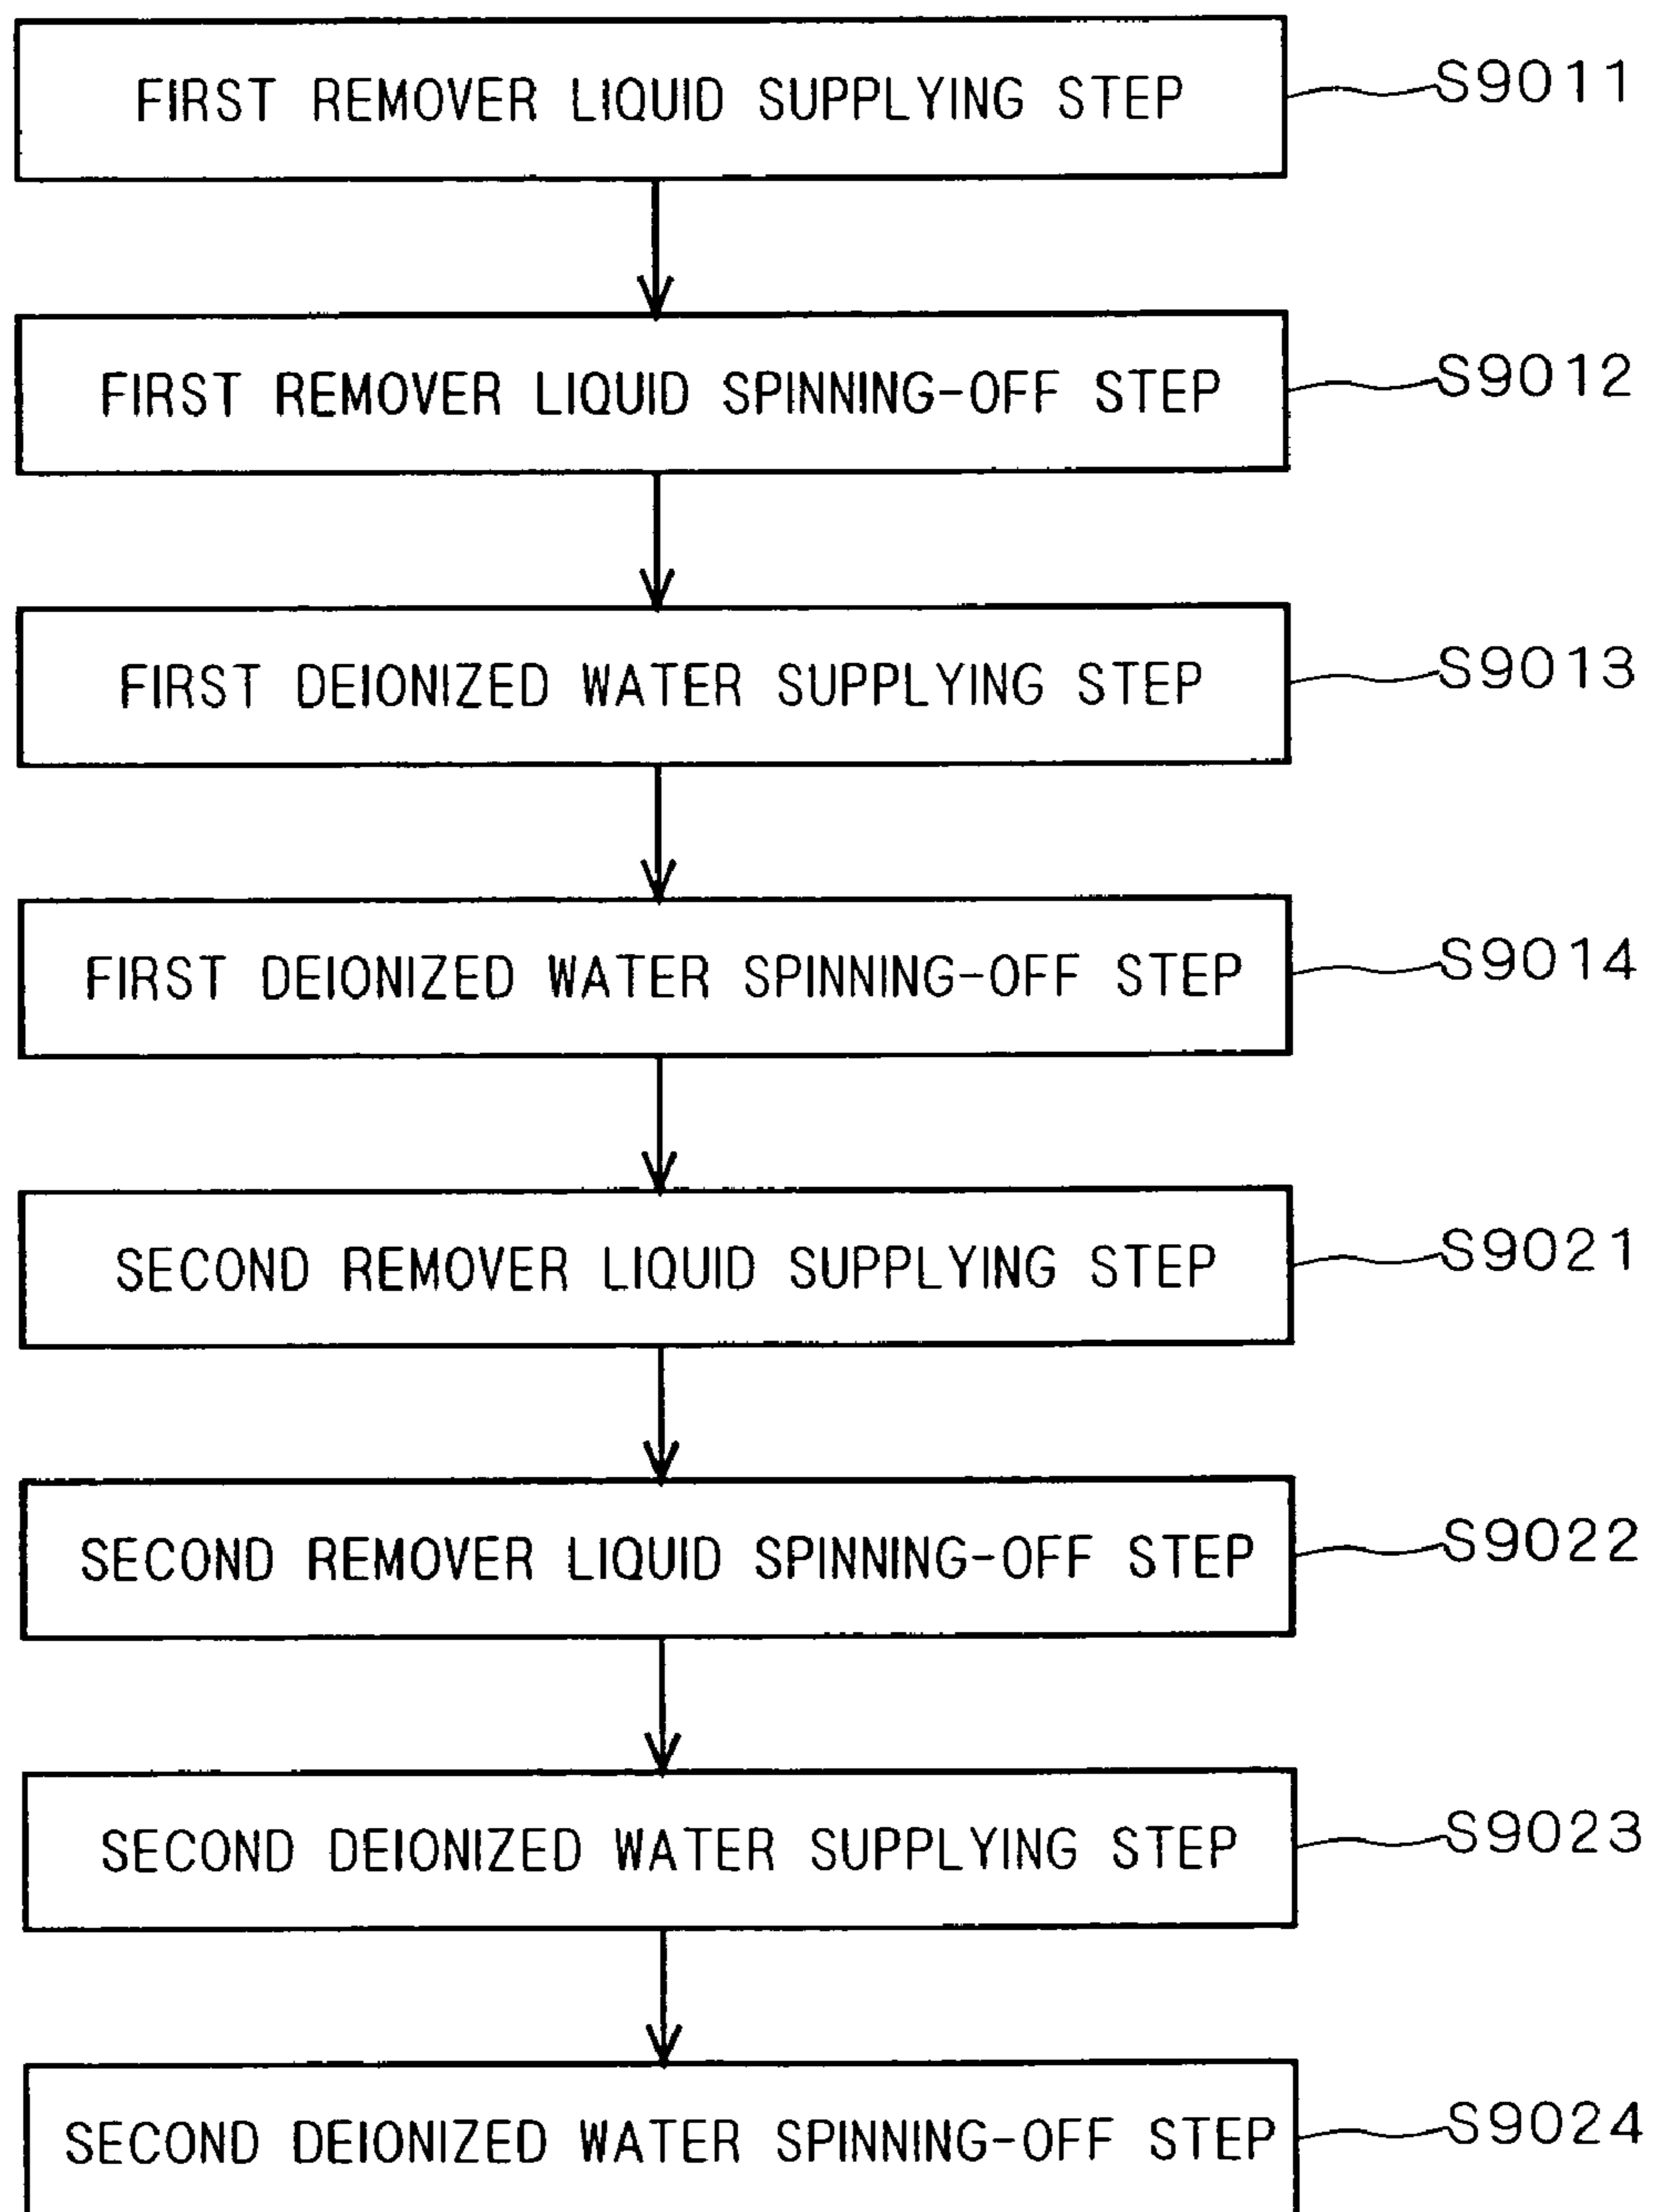 FIRST REMOVER LIQUID SUPPLYING STEP S9011
FIRST REMOVER LIQUID SPINNING-OFF STEP S9012
FIRST DEIONIZED WATER SUPPLYING STEP S9013
FIRST DEIONIZED WATER SPINNING-OFF STEP S9014
SECOND REMOVER LIQUID SUPPLYING STEP S9021
SECOND REMOVER LIQUID SPINNING-OFF STEP S9022
SECOND DEIONIZED WATER SUPPLYING STEP S9023
SECOND DEIONIZED WATER SPINNING-OFF STEP S9024